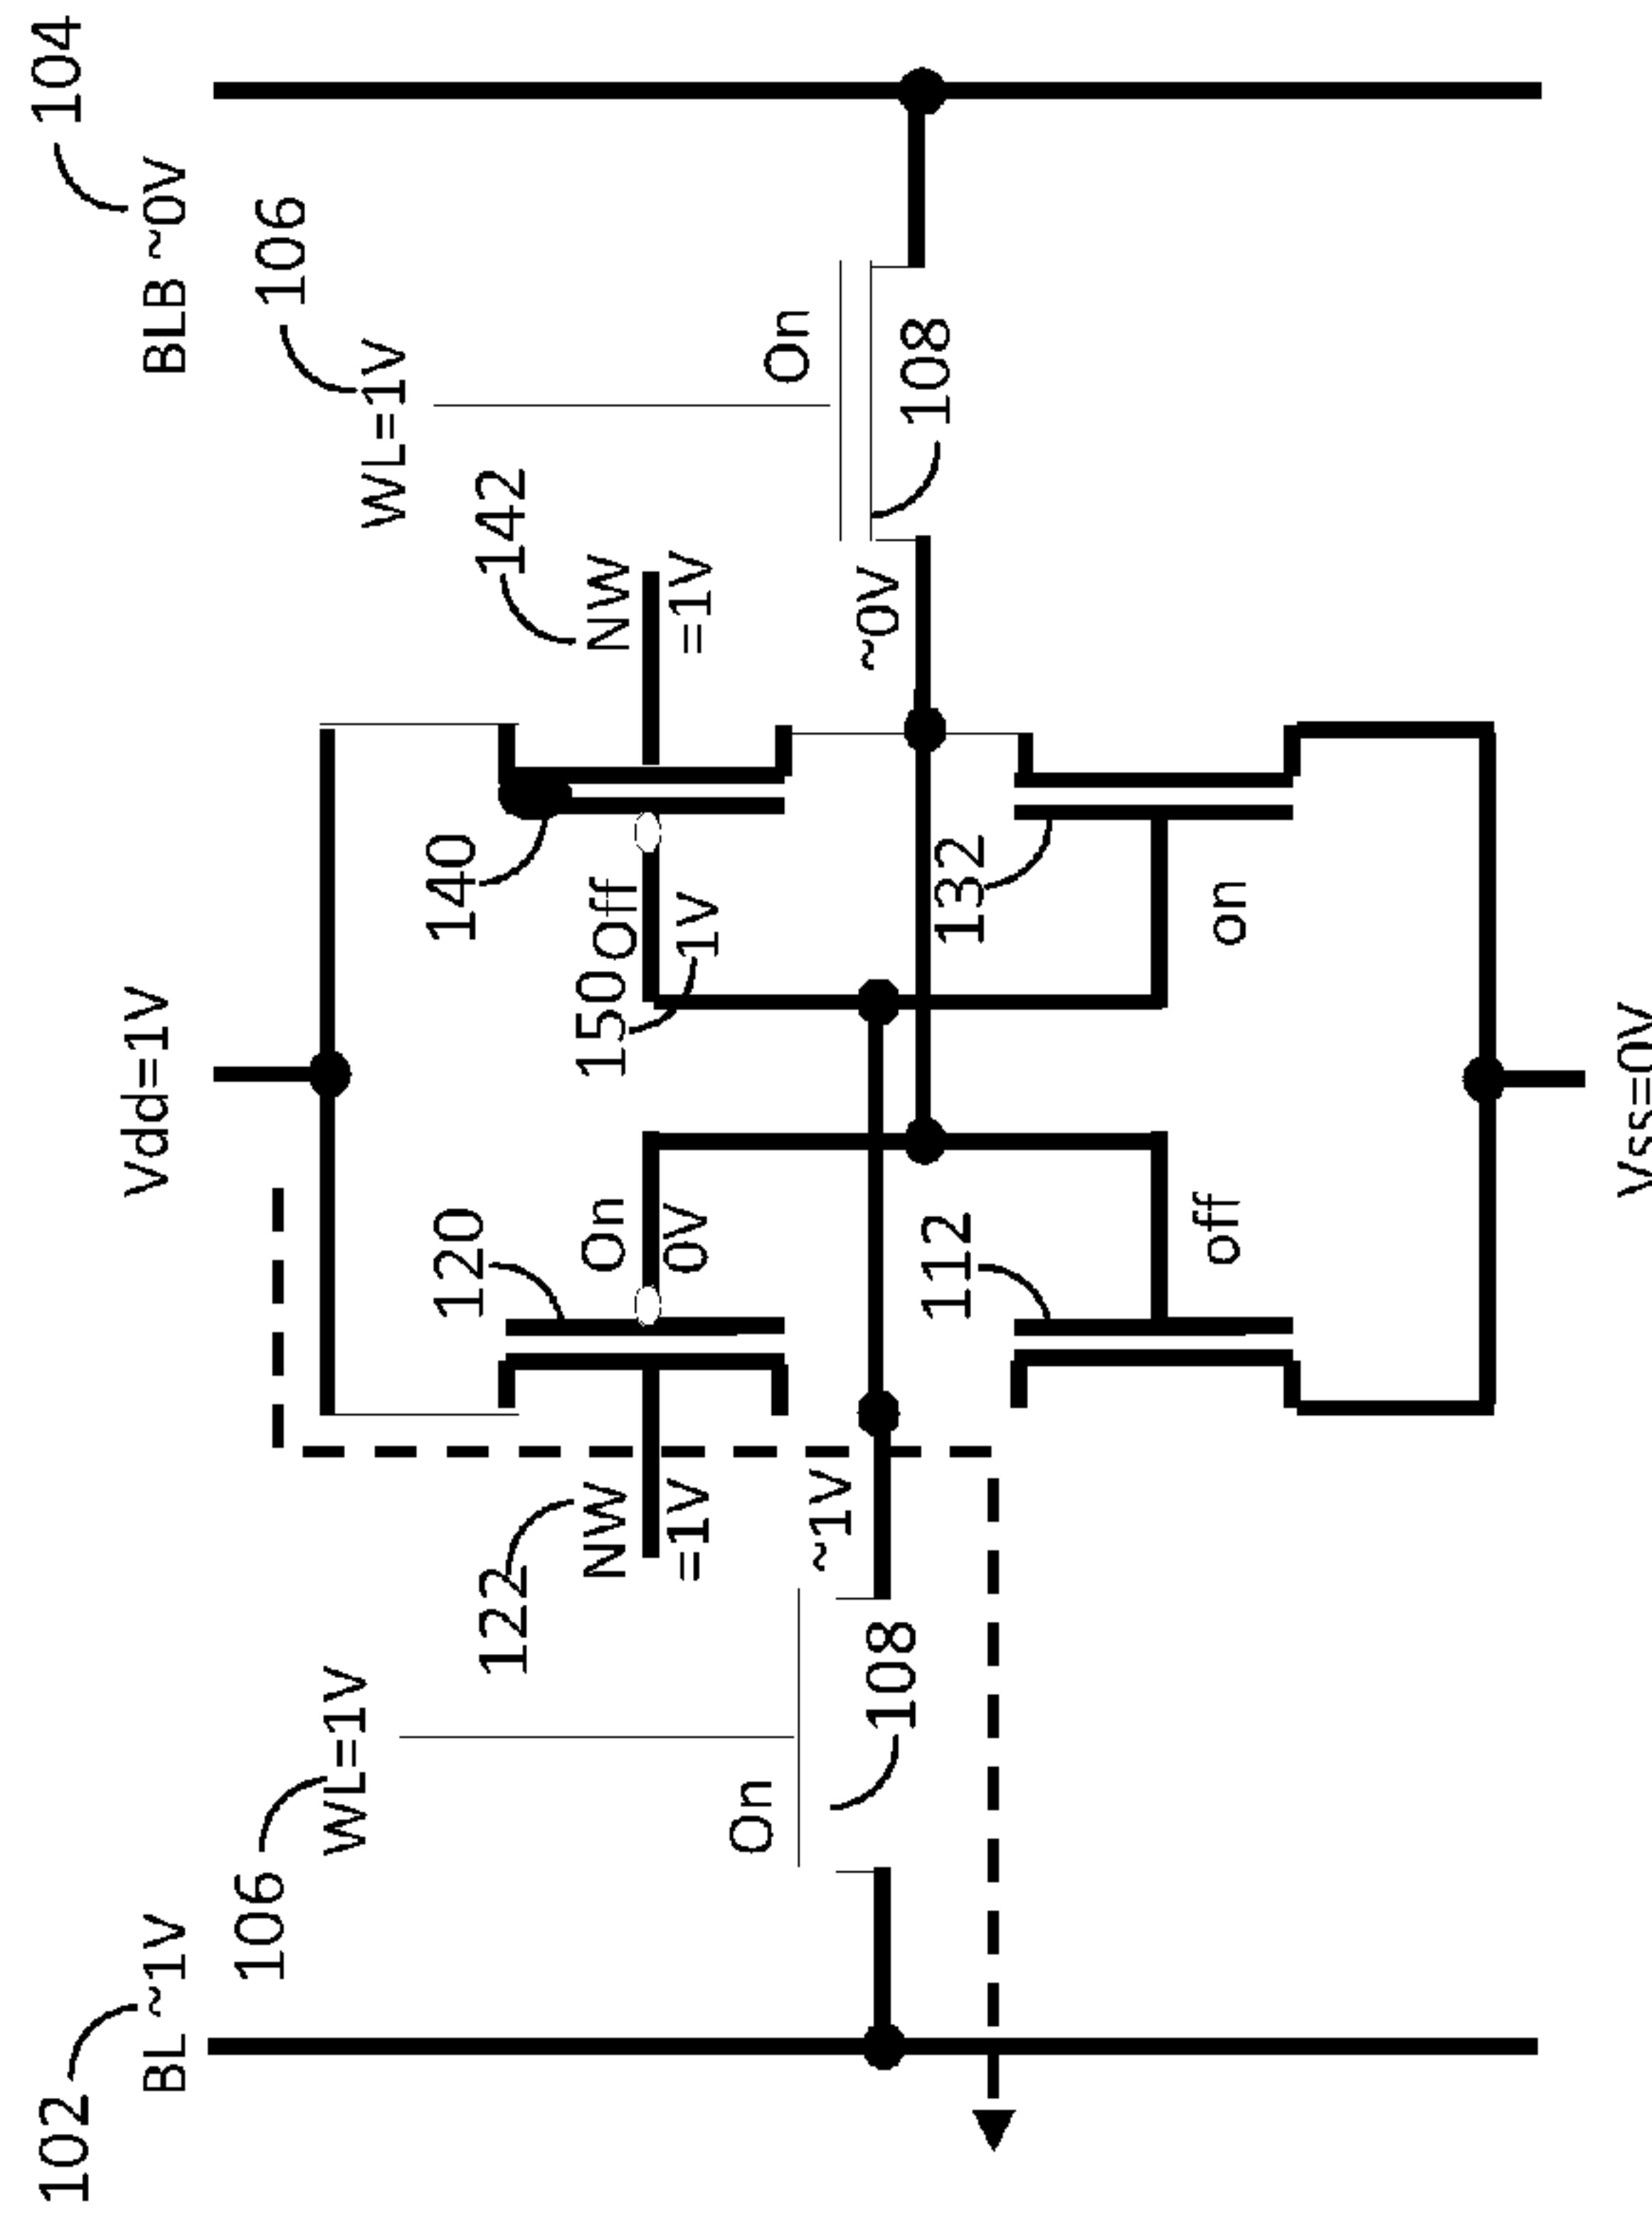 102
104
BL ~1V
Vdd=1V
BLB ~0V
106
106
WL=1V
WL=1V
120
140
122
142
NW
=1V
On
0V
150
Off
1V
NW
=1V
On
On
~1V
~0V
108
108
112
132
off
on
Vss=0V